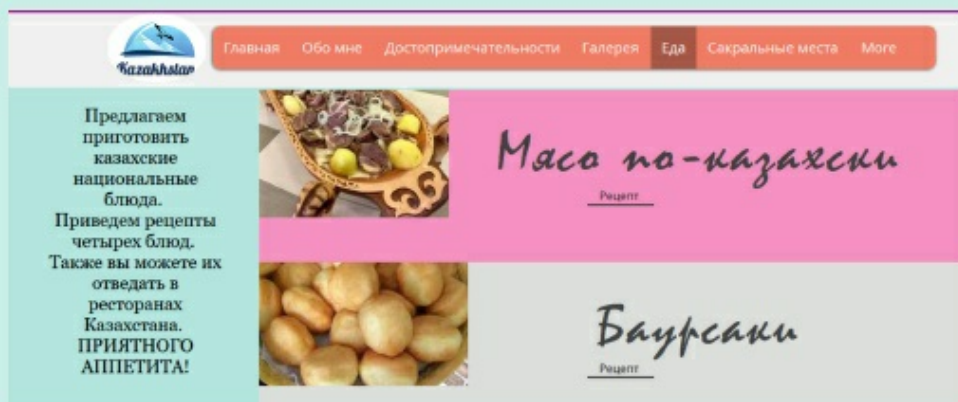 Kazakhstan
Главная Обо мне Достопримечательности Галерея Еда Сакральные места More
Предлагаем
приготовить
казахские
национальные
блюда.
Приведем рецепты
четырех блюд.
Также вы можете их
отведать в
ресторанах
Казахстана.
ПРИЯТНОГО
АППЕТИТА!
Мясо по-казахски
Рецепт
Баурсаки
Рецепт